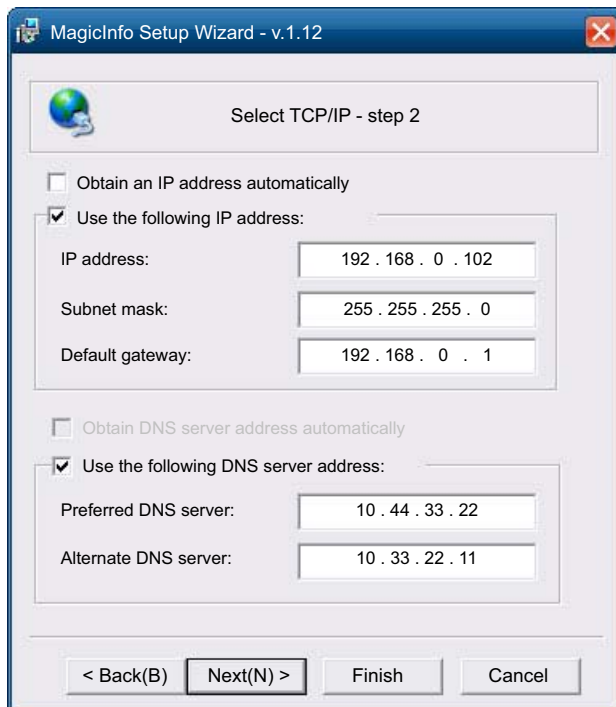 MagicInfo Setup Wizard - v.1.12
Select TCP/IP - step 2
Obtain an IP address automatically
Use the following IP address:
IP address: 192 . 168 . 0 . 102
Subnet mask: 255 . 255 . 255 . 0
Default gateway: 192 . 168 . 0 . 1
Obtain DNS server address automatically
Use the following DNS server address:
Preferred DNS server: 10 . 44 . 33 . 22
Alternate DNS server: 10 . 33 . 22 . 11
< Back(B) Next(N) > Finish Cancel